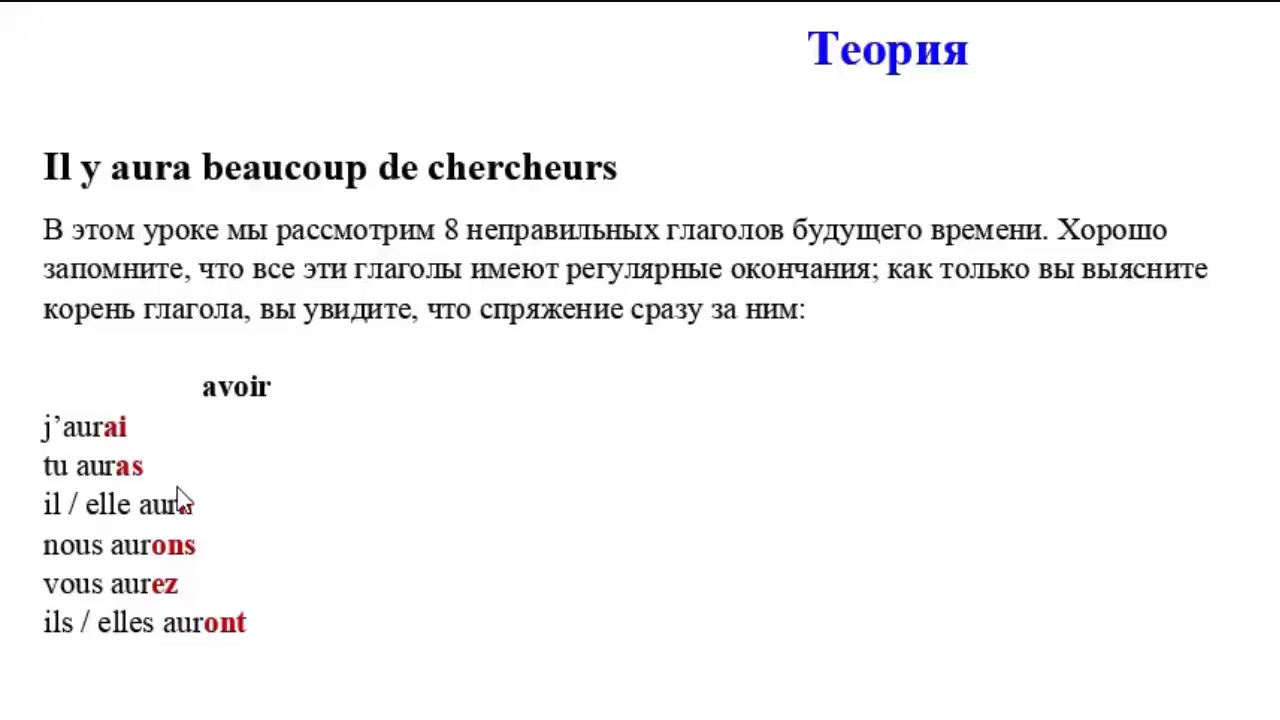 Теория
Il y aura beaucoup de chercheurs
В этом уроке мы рассмотрим 8 неправильных глаголов будущего времени. Хорошо
запомните, что все эти глаголы имеют регулярные окончания; как только вы выясните
корень глагола, вы увидите, что спряжение сразу за ним:
avoir
j’aurai
tu auras
il / elle aura
nous aurons
vous aurez
ils / elles auront